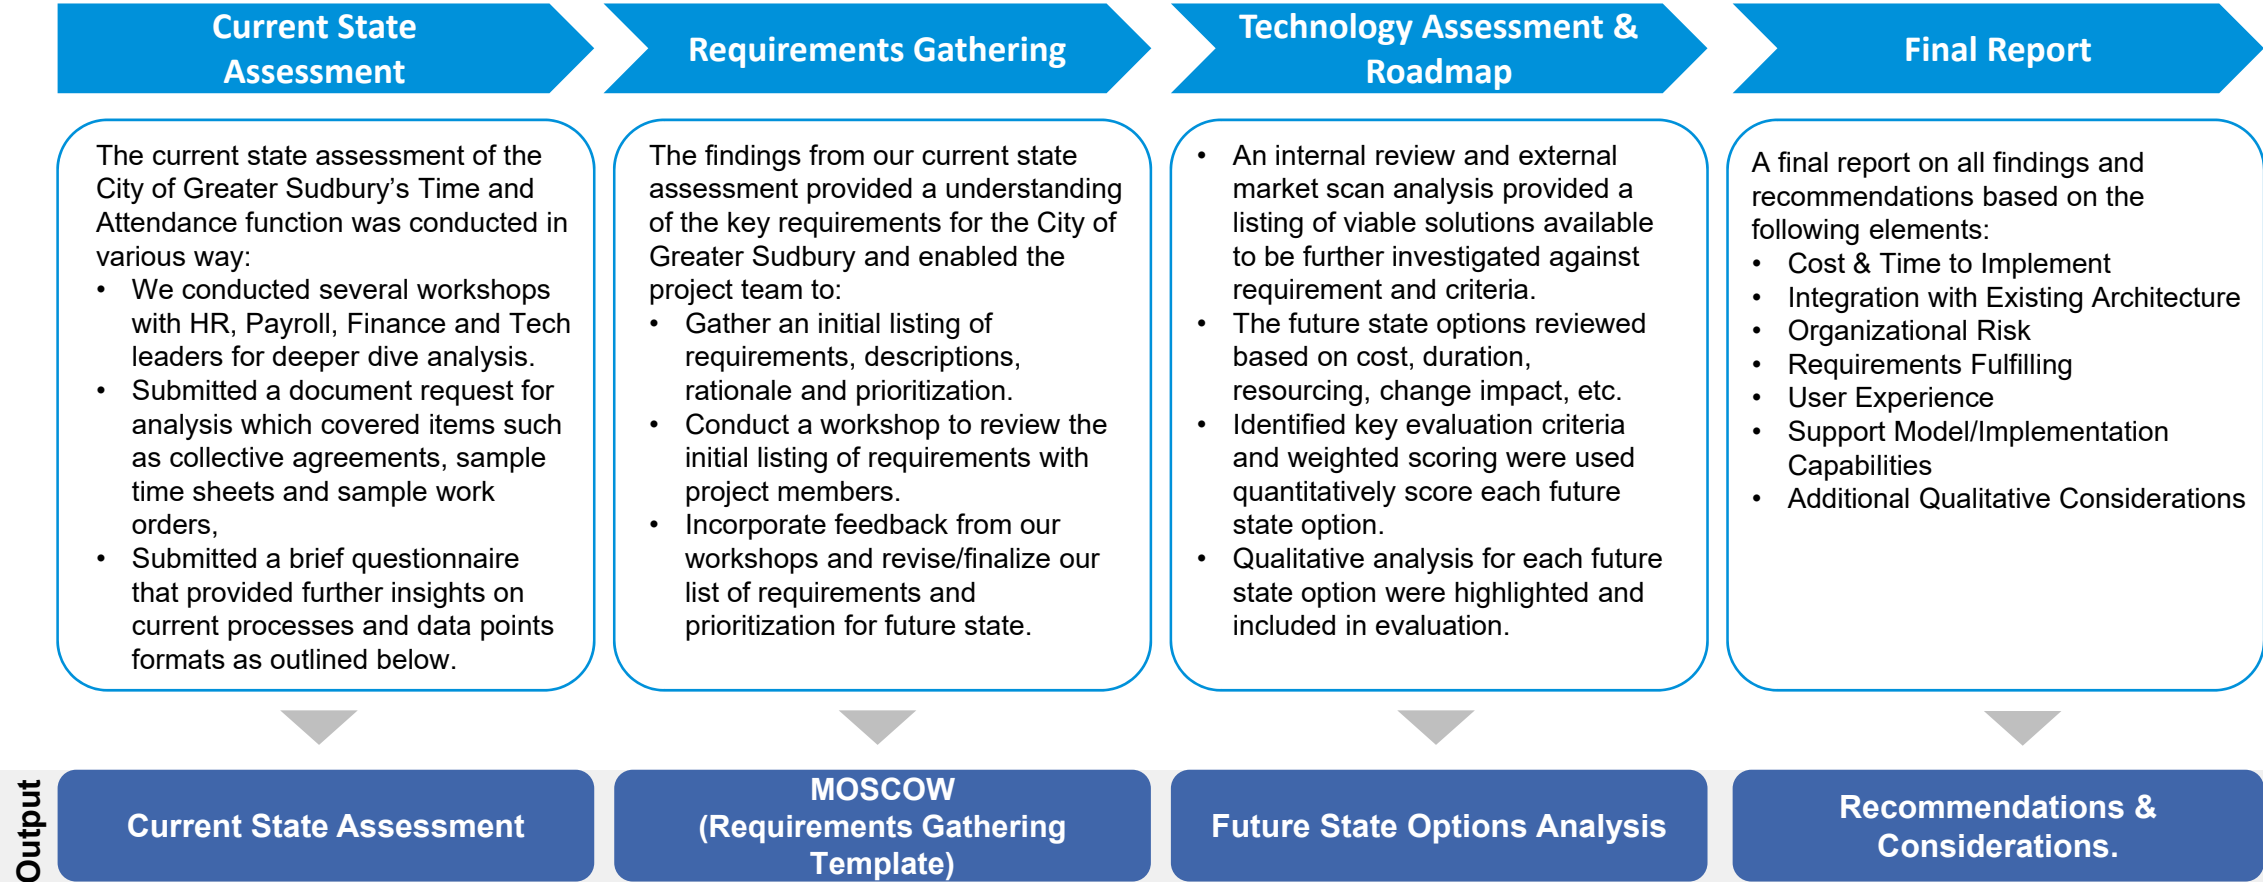 Current State
Assessment
Requirements Gathering
Technology Assessment &
Roadmap
Final Report
The current state assessment of the
City of Greater Sudbury’s Time and
Attendance function was conducted in
various way:
• We conducted several workshops
with HR, Payroll, Finance and Tech
leaders for deeper dive analysis.
• Submitted a document request for
analysis which covered items such
as collective agreements, sample
time sheets and sample work
orders,
• Submitted a brief questionnaire
that provided further insights on
current processes and data points
formats as outlined below.
The findings from our current state
assessment provided a understanding
of the key requirements for the City of
Greater Sudbury and enabled the
project team to:
• Gather an initial listing of
requirements, descriptions,
rationale and prioritization.
• Conduct a workshop to review the
initial listing of requirements with
project members.
• Incorporate feedback from our
workshops and revise/finalize our
list of requirements and
prioritization for future state.
• An internal review and external
market scan analysis provided a
listing of viable solutions available
to be further investigated against
requirement and criteria.
• The future state options reviewed
based on cost, duration,
resourcing, change impact, etc.
• Identified key evaluation criteria
and weighted scoring were used
quantitatively score each future
state option.
• Qualitative analysis for each future
state option were highlighted and
included in evaluation.
A final report on all findings and
recommendations based on the
following elements:
• Cost & Time to Implement
• Integration with Existing Architecture
• Organizational Risk
• Requirements Fulfilling
• User Experience
• Support Model/Implementation
Capabilities
• Additional Qualitative Considerations
Output
Current State Assessment
MOSCOW
(Requirements Gathering
Template)
Future State Options Analysis
Recommendations &
Considerations.